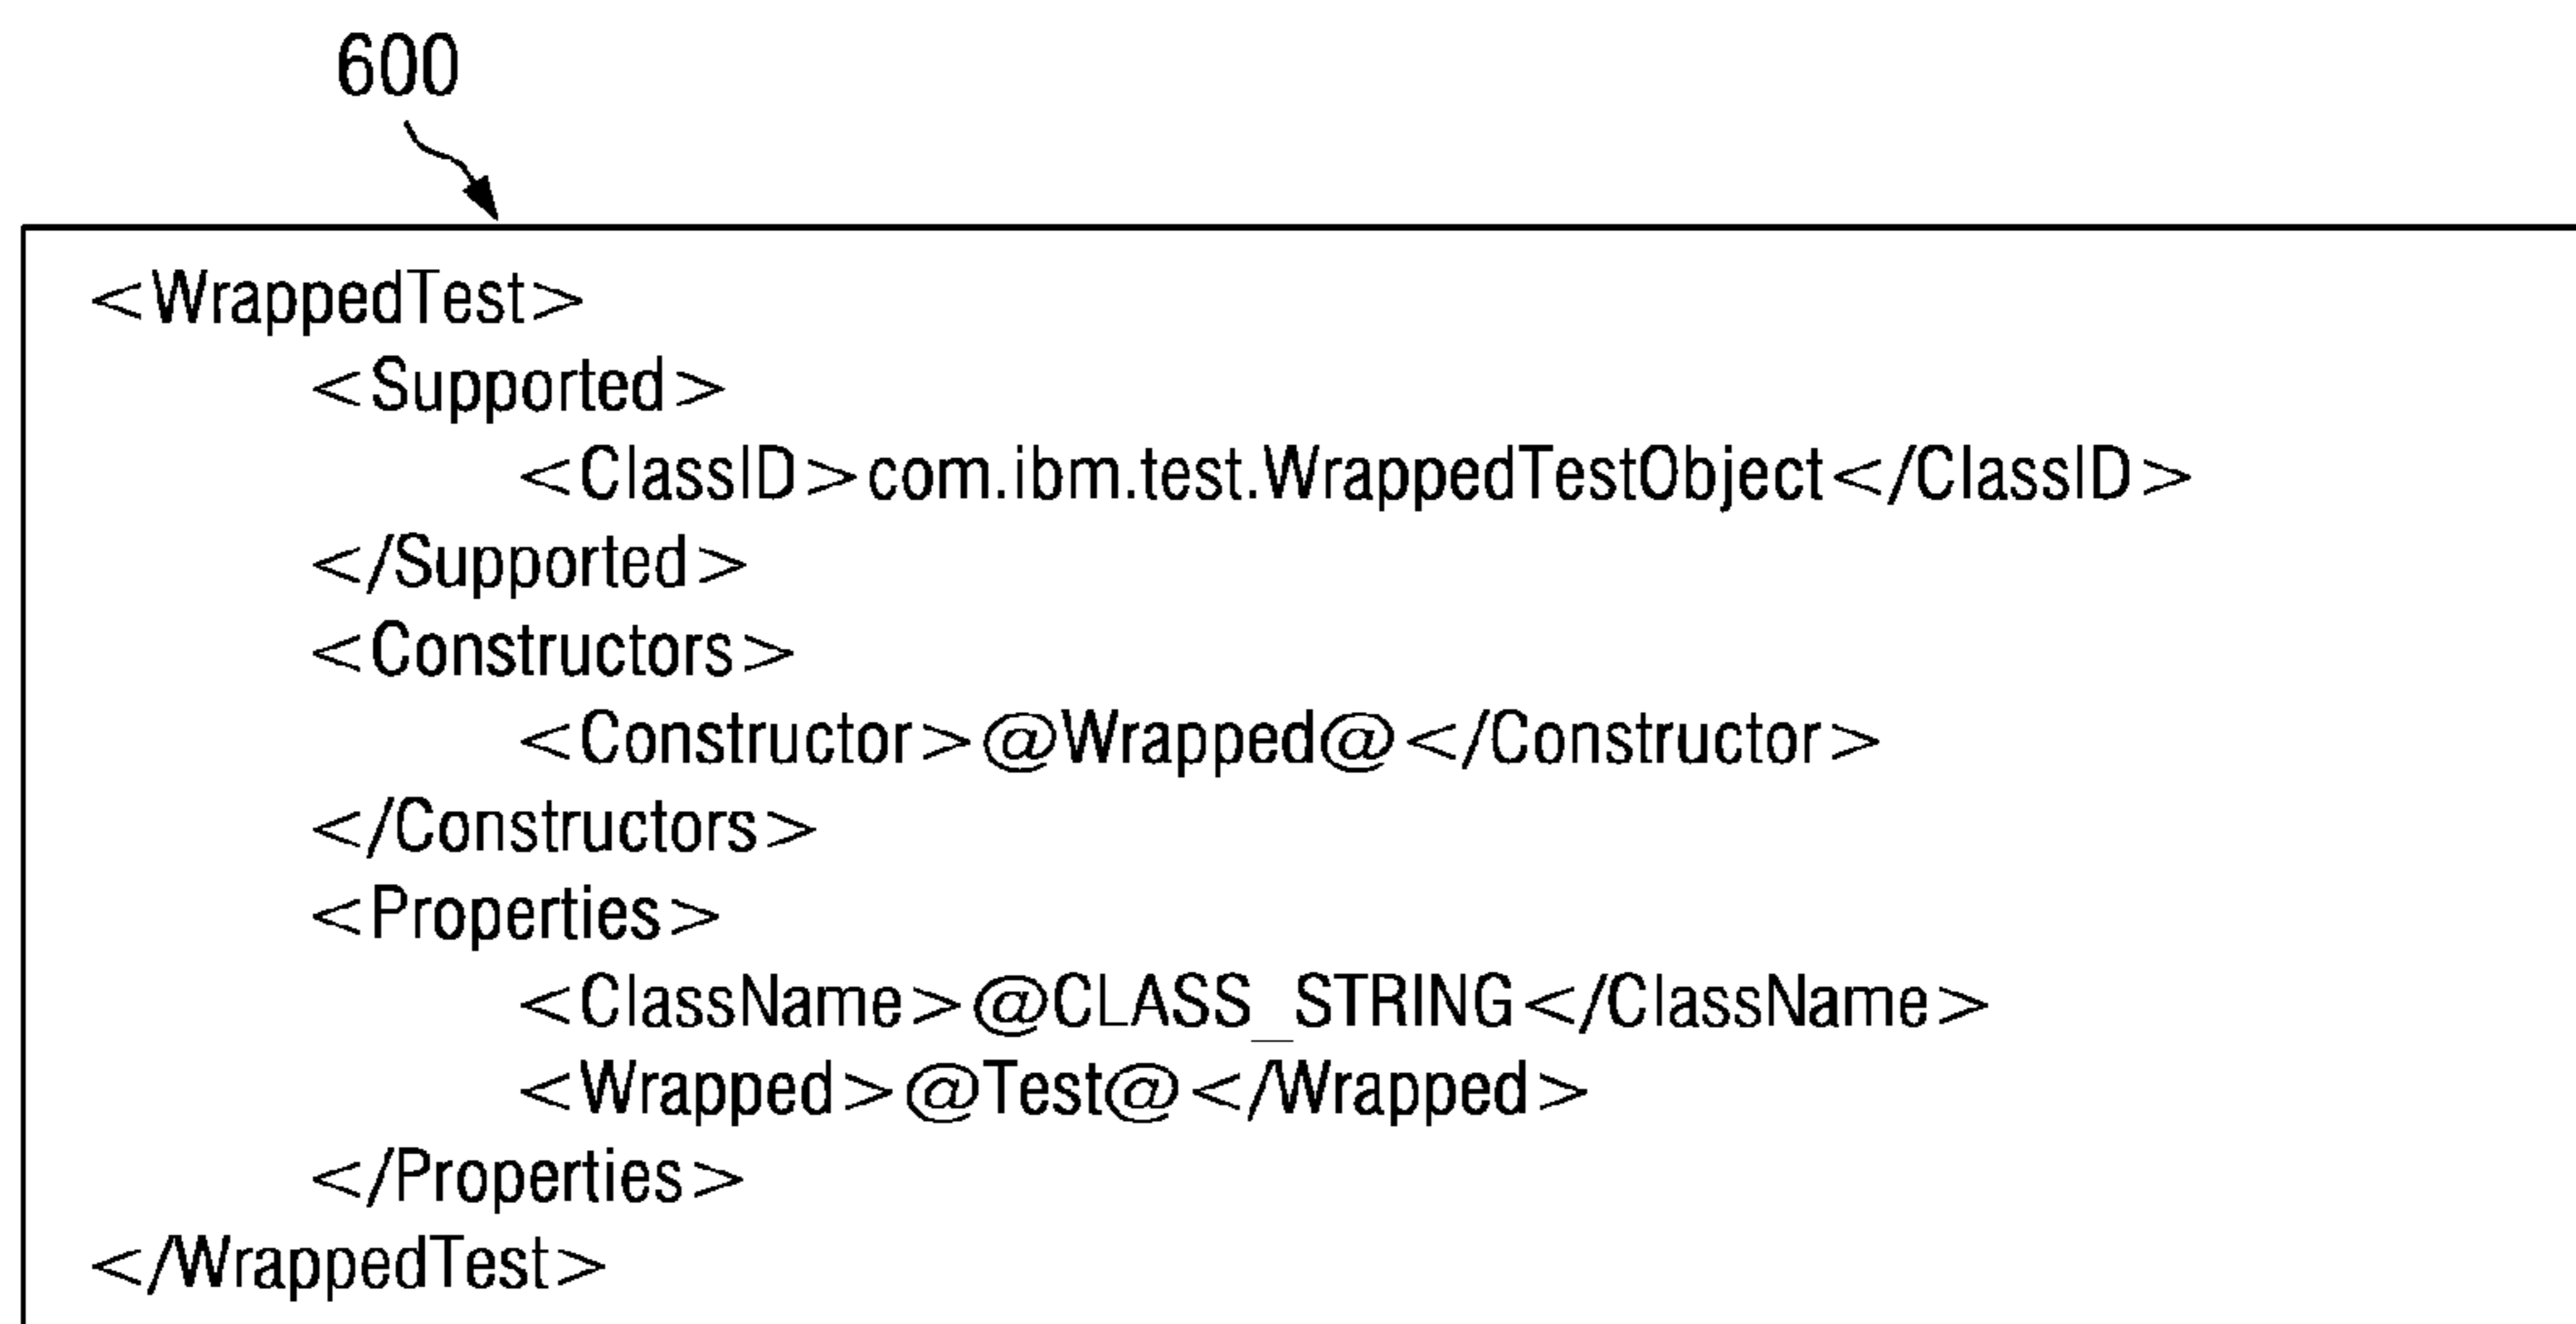 600
<WrappedTest>
<Supported>
<ClassID>com.ibm.test.WrappedTestObject</ClassID>
</Supported>
<Constructors>
<Constructor>@Wrapped@</Constructor>
</Constructors>
<Properties>
<ClassName>@CLASS_STRING</ClassName>
<Wrapped>@Test@</Wrapped>
</Properties>
</WrappedTest>